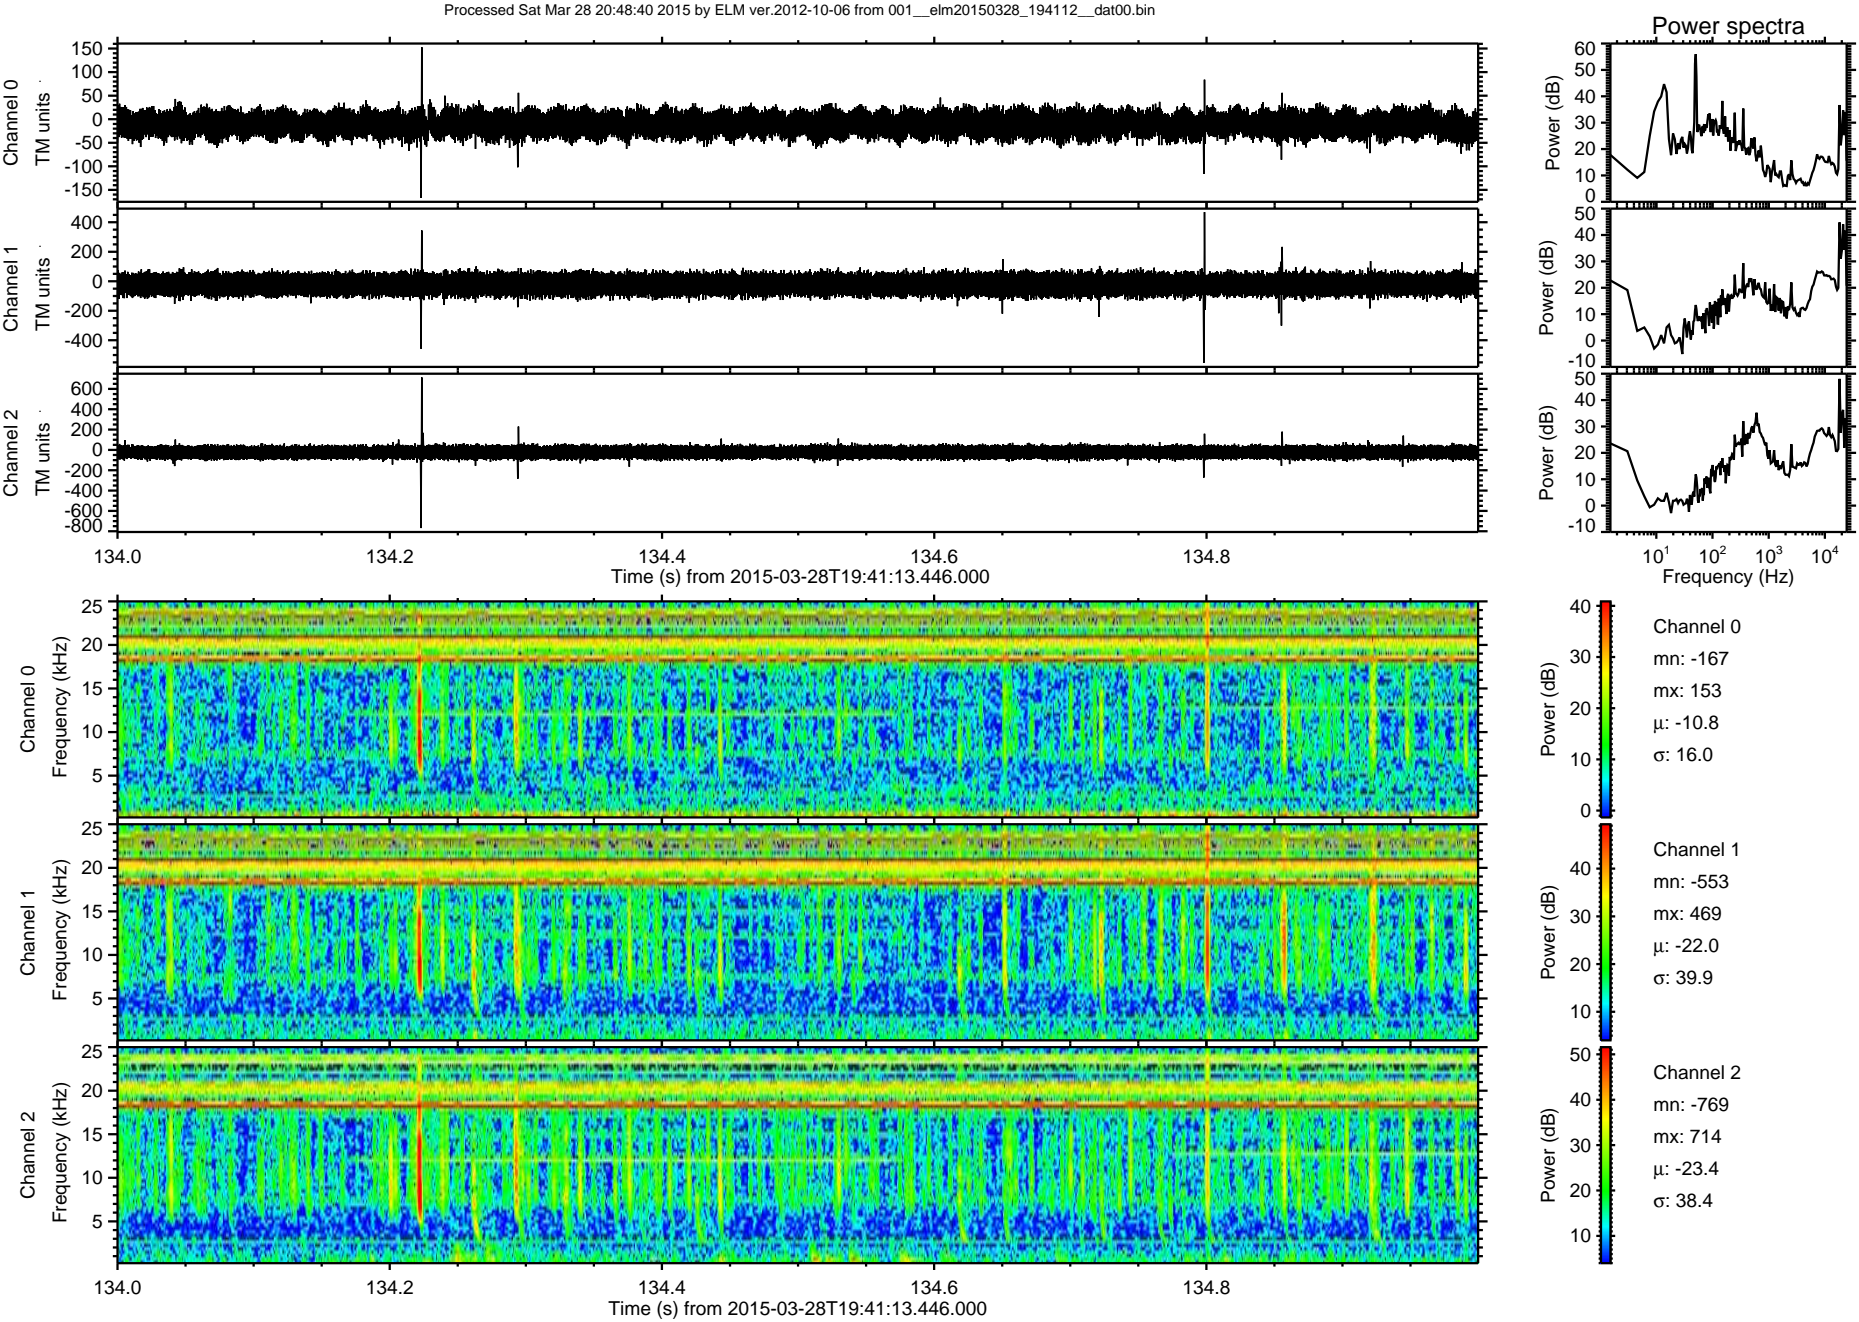 Processed Sat Mar 28 20:48:40 2015 by ELM ver.2012-10-06 from 001__elm20150328_194112__dat00.bin
Power spectra
Channel 0
TM units
150
100
50
0
-50
-100
-150
Power (dB)
60
50
40
30
20
10
0
Channel 1
TM units
400
200
0
-200
-400
Power (dB)
50
40
30
20
10
0
-10
Channel 2
TM units
600
400
200
0
-200
-400
-600
-800
Power (dB)
50
40
30
20
10
0
-10
134.0 134.2 134.4 134.6 134.8
Time (s) from 2015-03-28T19:41:13.446.000
10¹ 10² 10³ 10⁴
Frequency (Hz)
Channel 0
Frequency (kHz)
25
20
15
10
5
Power (dB)
40
30
20
10
0
Channel 0
mn: -167
mx: 153
μ: -10.8
σ: 16.0
Channel 1
Frequency (kHz)
25
20
15
10
5
Power (dB)
40
30
20
10
Channel 1
mn: -553
mx: 469
μ: -22.0
σ: 39.9
Channel 2
Frequency (kHz)
25
20
15
10
5
Power (dB)
50
40
30
20
10
Channel 2
mn: -769
mx: 714
μ: -23.4
σ: 38.4
134.0 134.2 134.4 134.6 134.8
Time (s) from 2015-03-28T19:41:13.446.000